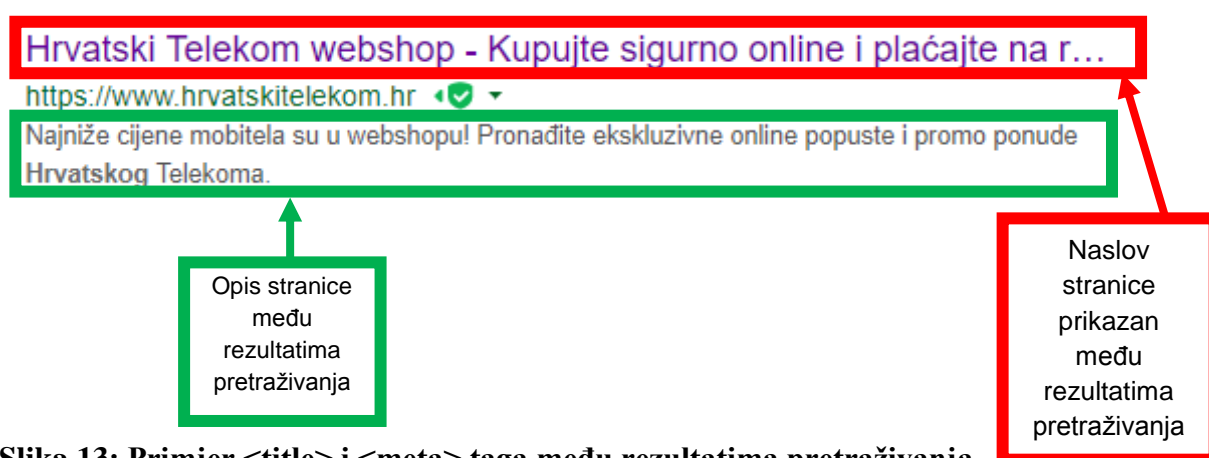 Hrvatski Telekom webshop - Kupujte sigurno online i plaćajte na r...
https://www.hrvatskitelekom.hr
Najniže cijene mobitela su u webshopu! Pronađite ekskluzivne online popuste i promo ponude
Hrvatskog Telekoma.
Opis stranice
među
rezultatima
pretraživanja
Naslov
stranice
prikazan
među
rezultatima
pretraživanja
Slika 13: Primjer <title> i <meta> taga među rezultatima pretraživanja